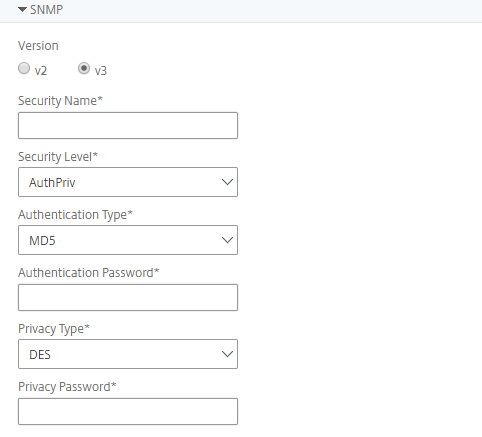 SNMP
Version
v2 v3
Security Name*
Security Level*
AuthPriv
Authentication Type*
MD5
Authentication Password*
Privacy Type*
DES
Privacy Password*